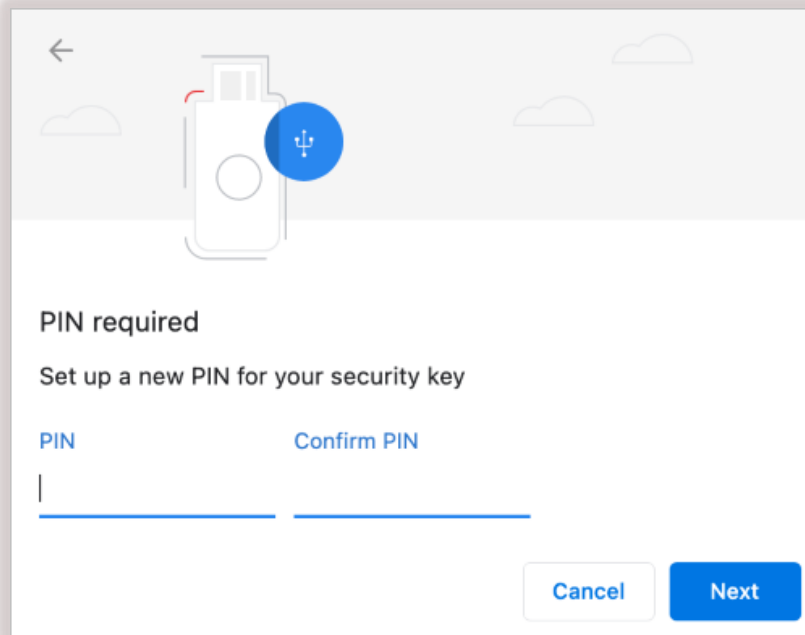 PIN required
Set up a new PIN for your security key
PIN Confirm PIN
Cancel Next